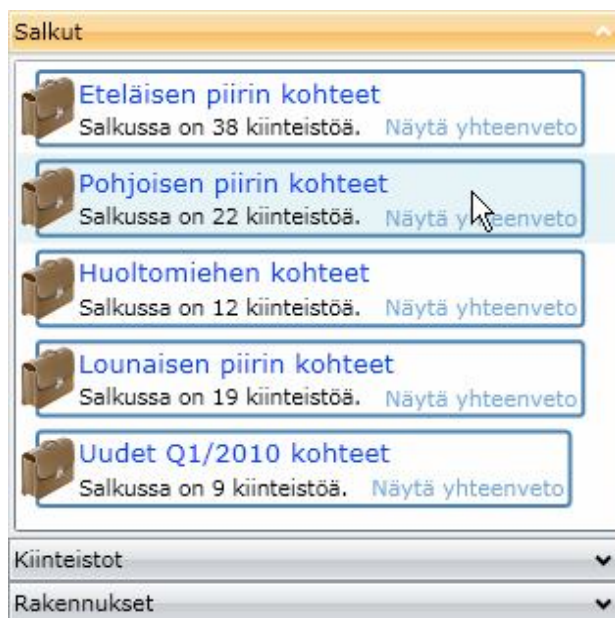 Salkut
Eteläisen piirin kohteet
Salkussa on 38 kiinteistöä. Näytä yhteenveto
Pohjoisen piirin kohteet
Salkussa on 22 kiinteistöä. Näytä yhteenveto
Huoltomiehen kohteet
Salkussa on 12 kiinteistöä. Näytä yhteenveto
Lounaisen piirin kohteet
Salkussa on 19 kiinteistöä. Näytä yhteenveto
Uudet Q1/2010 kohteet
Salkussa on 9 kiinteistöä. Näytä yhteenveto
Kiinteistot
Rakennukset